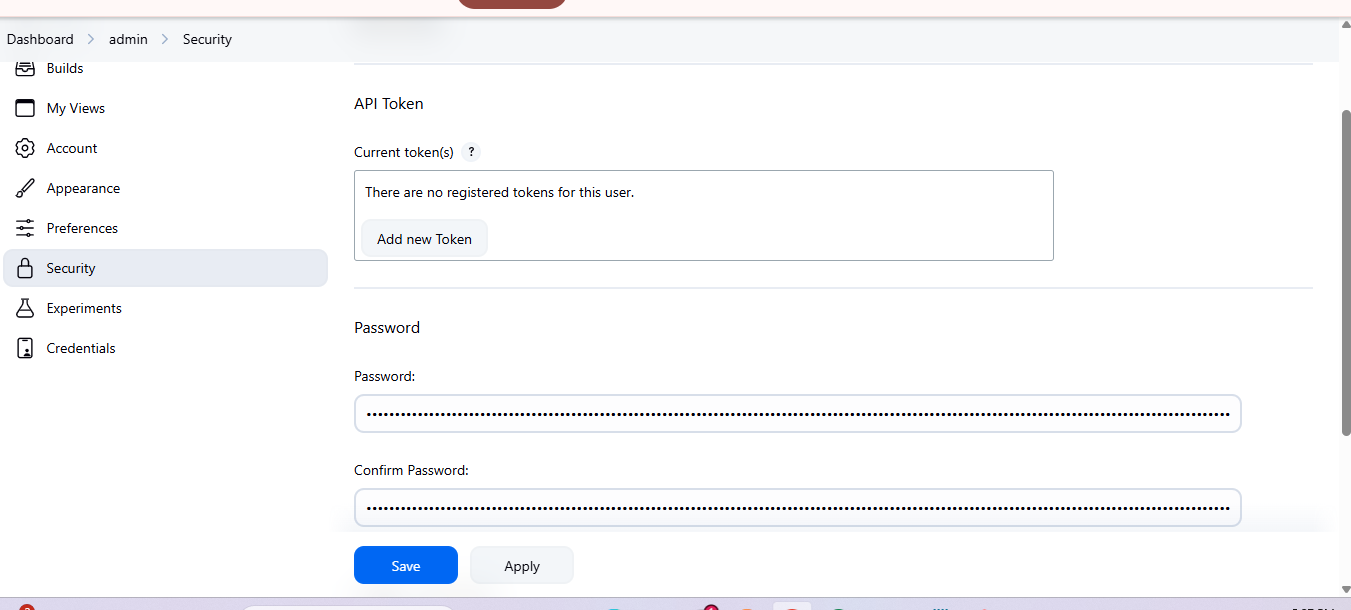 Dashboard admin Security
Builds
My Views
Account
Appearance
Preferences
Security
Experiments
Credentials
API Token
Current token(s) ?
There are no registered tokens for this user.
Add new Token
Password
Password:
Confirm Password:
Save Apply